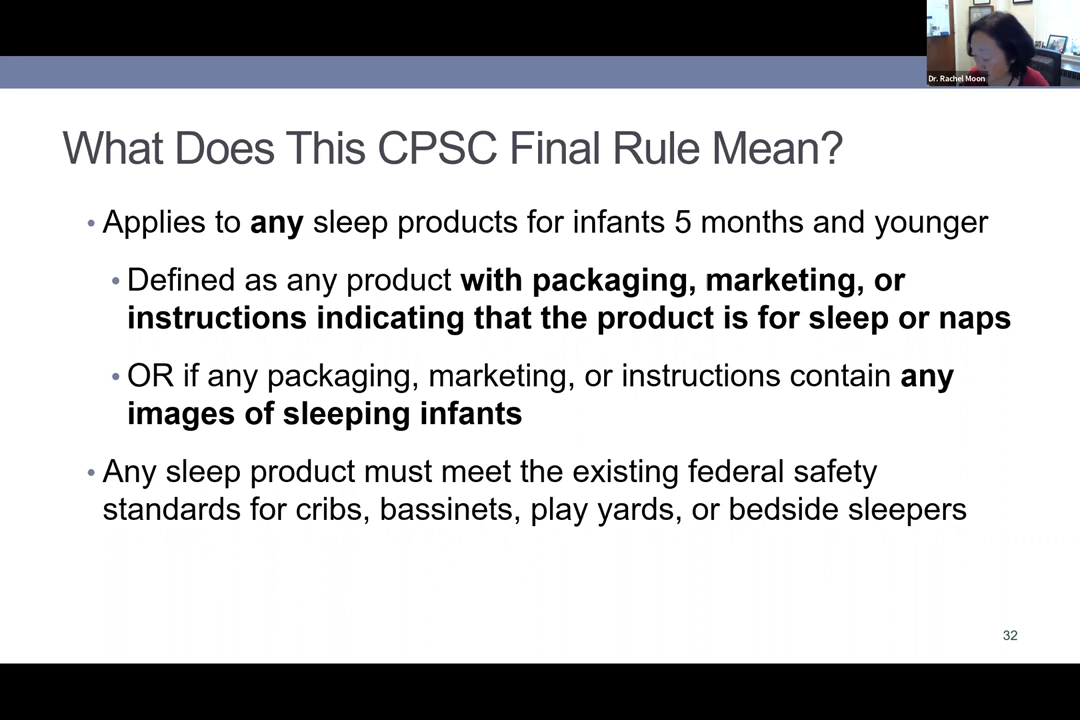 Dr. Rachel Moon
What Does This CPSC Final Rule Mean?
• Applies to any sleep products for infants 5 months and younger
• Defined as any product with packaging, marketing, or
instructions indicating that the product is for sleep or naps
• OR if any packaging, marketing, or instructions contain any
images of sleeping infants
• Any sleep product must meet the existing federal safety
standards for cribs, bassinets, play yards, or bedside sleepers
32